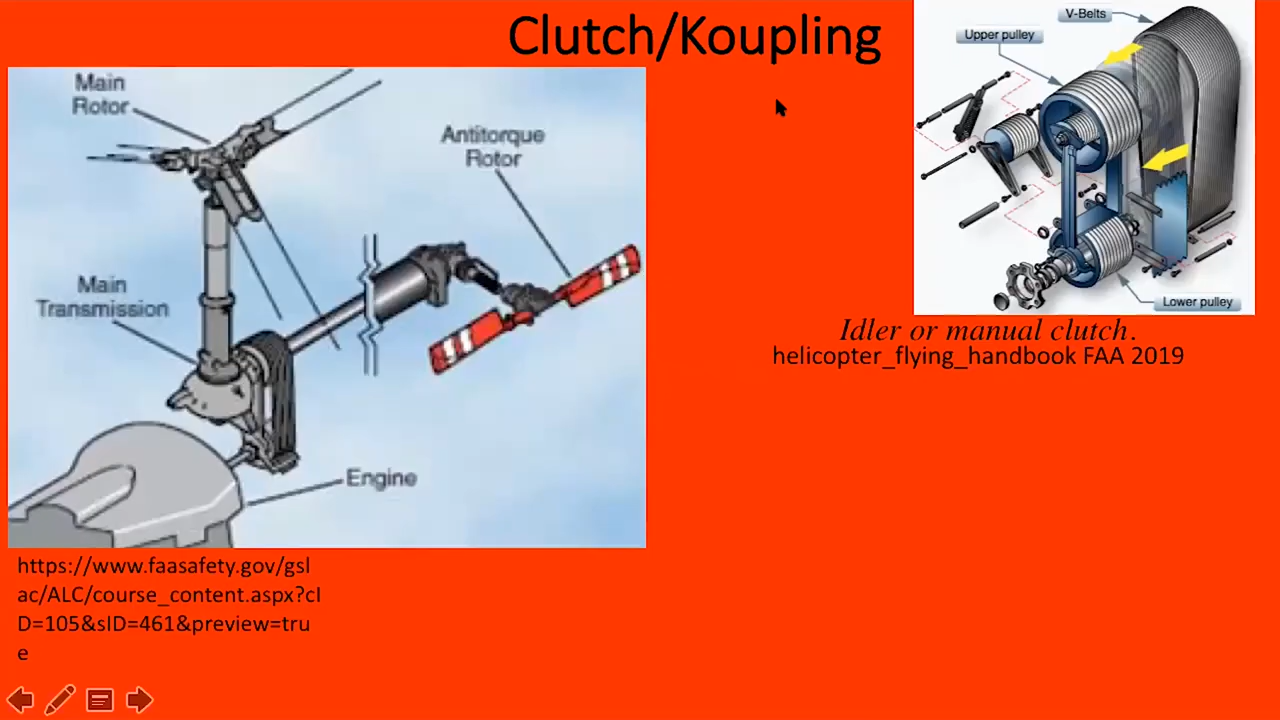 Clutch/Koupling
Main
Rotor
Antitorque
Rotor
Main
Transmission
Engine
V-Belts
Upper pulley
Lower pulley
Idler or manual clutch.
helicopter_flying_handbook FAA 2019
https://www.faasafety.gov/gsl
ac/ALC/course_content.aspx?cI
D=105&sID=461&preview=tru
e